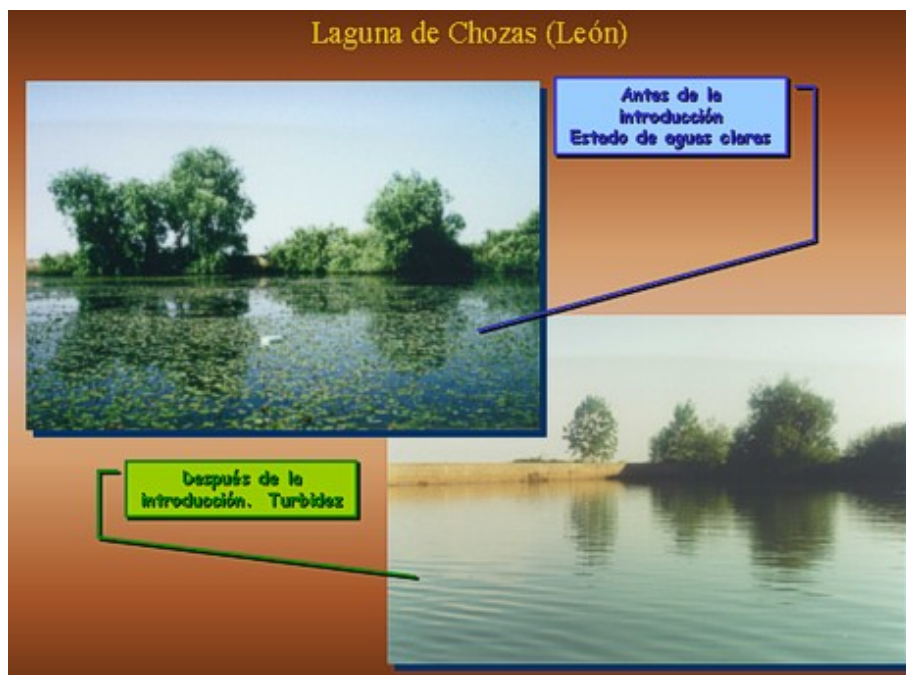 Laguna de Chozas (León)
Antes de la
introducción
Estado de aguas claras
Después de la
introducción. Turbidez